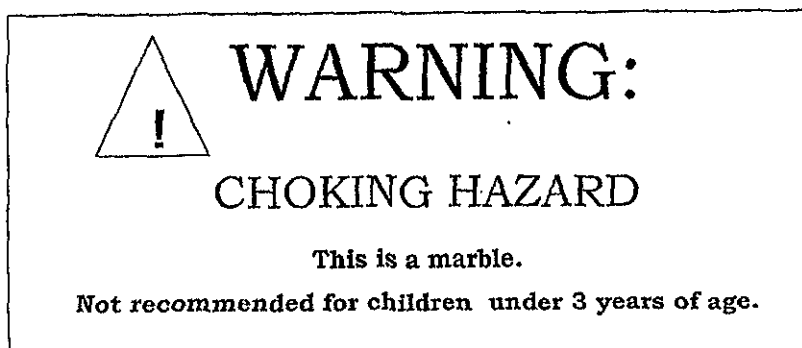 WARNING:
!
CHOKING HAZARD
This is a marble.
Not recommended for children under 3 years of age.